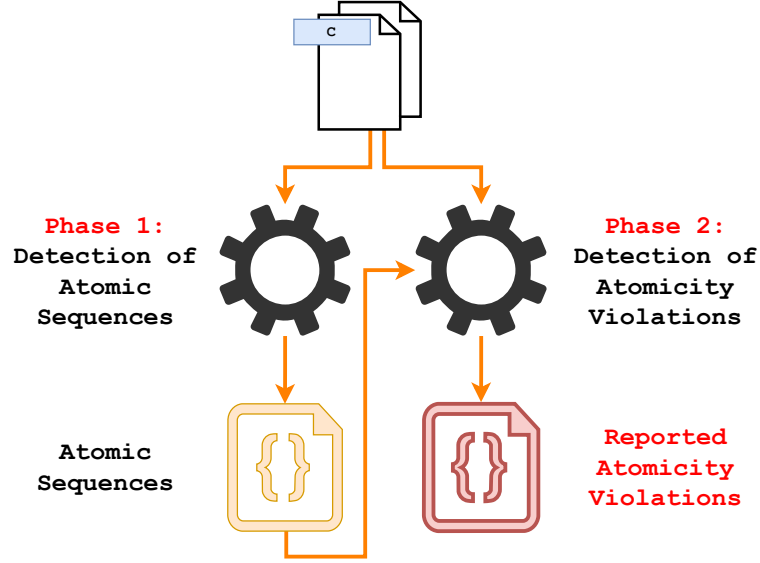 C
Phase 1:
Detection of
Atomic
Sequences
Phase 2:
Detection of
Atomicity
Violations
Atomic
Sequences
Reported
Atomicity
Violations